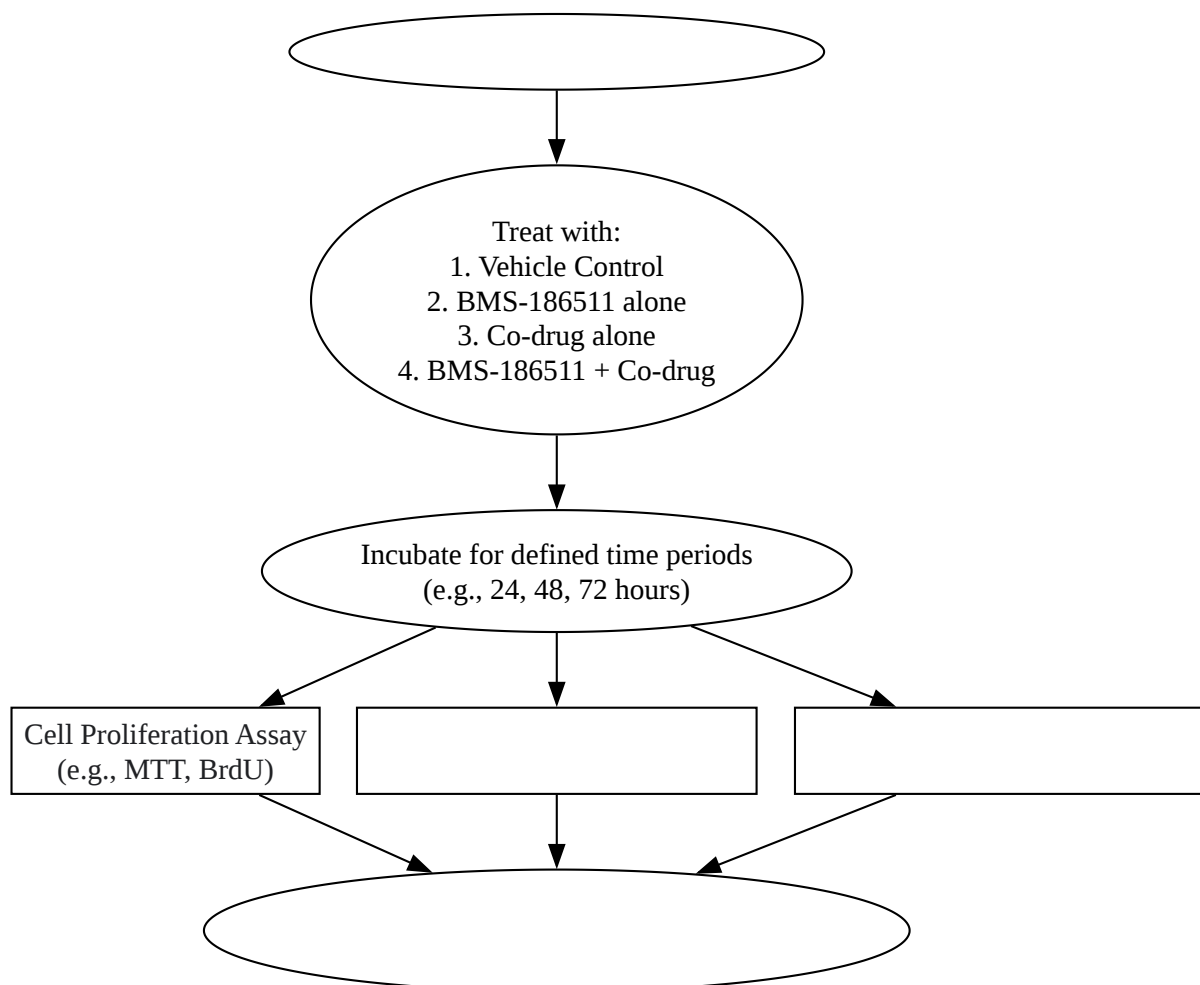 Treat with:
1. Vehicle Control
2. BMS-186511 alone
3. Co-drug alone
4. BMS-186511 + Co-drug
Incubate for defined time periods
(e.g., 24, 48, 72 hours)
Cell Proliferation Assay
(e.g., MTT, BrdU)